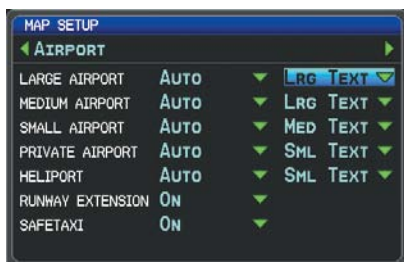 MAP SETUP
AIRPORT
LARGE AIRPORT AUTO LRG TEXT
MEDIUM AIRPORT AUTO LRG TEXT
SMALL AIRPORT AUTO MED TEXT
PRIVATE AIRPORT AUTO SML TEXT
HELIPORT AUTO SML TEXT
RUNWAY EXTENSION ON
SAFETAXI ON